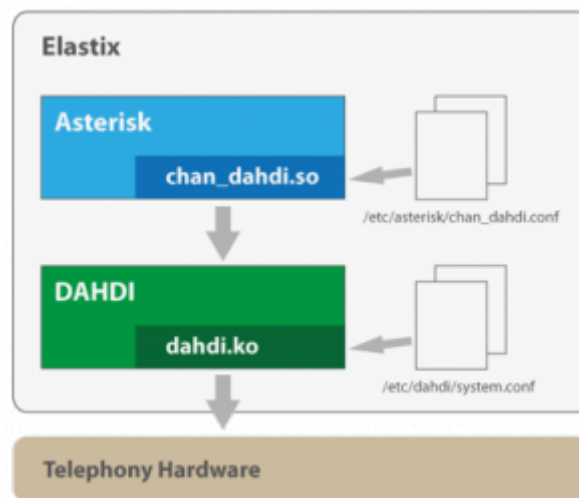 Elastix
Asterisk
chan_dahdi.so
/etc/asterisk/chan_dahdi.conf
DAHDI
dahdi.ko
/etc/dahdi/system.conf
Telephony Hardware